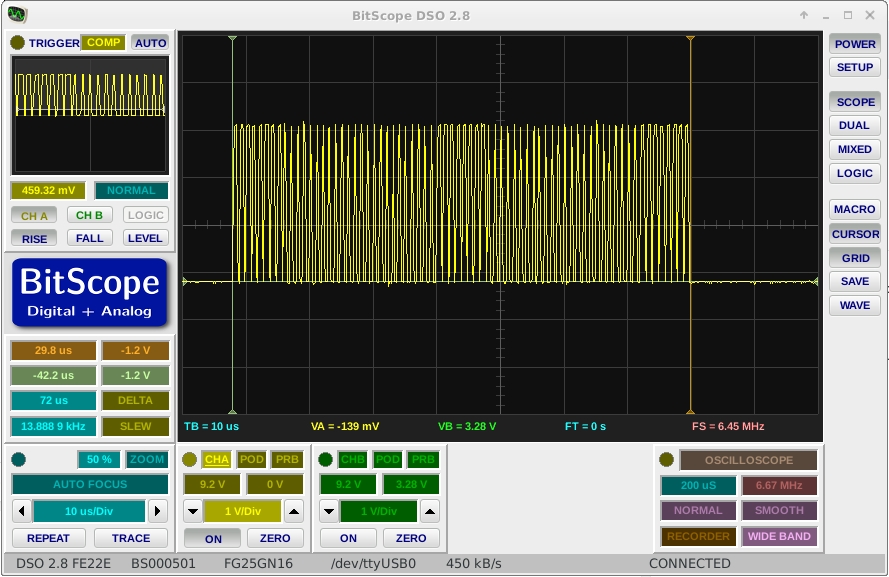 BitScope DSO 2.8
TRIGGER COMP AUTO
459.32 mV NORMAL
CH A CH B LOGIC
RISE FALL LEVEL
BitScope
Digital + Analog
29.8 us -1.2 V
-42.2 us -1.2 V
72 us DELTA
13.888 9 kHz SLEW
TB = 10 us VA = -139 mV VB = 3.28 V FT = 0 s FS = 6.45 MHz
POWER
SETUP
SCOPE
DUAL
MIXED
LOGIC
MACRO
CURSOR
GRID
SAVE
WAVE
50 % ZOOM
AUTO FOCUS
10 us/Div
REPEAT TRACE
CHA POD PRB
9.2 V 0 V
1 V/Div
ON ZERO
CHB POD PRB
9.2 V 3.28 V
1 V/Div
ON ZERO
OSCILLOSCOPE
200 uS 6.67 MHz
NORMAL SMOOTH
RECORDER WIDE BAND
DSO 2.8 FE22E BS000501 FG25GN16 /dev/ttyUSB0 450 kB/s CONNECTED